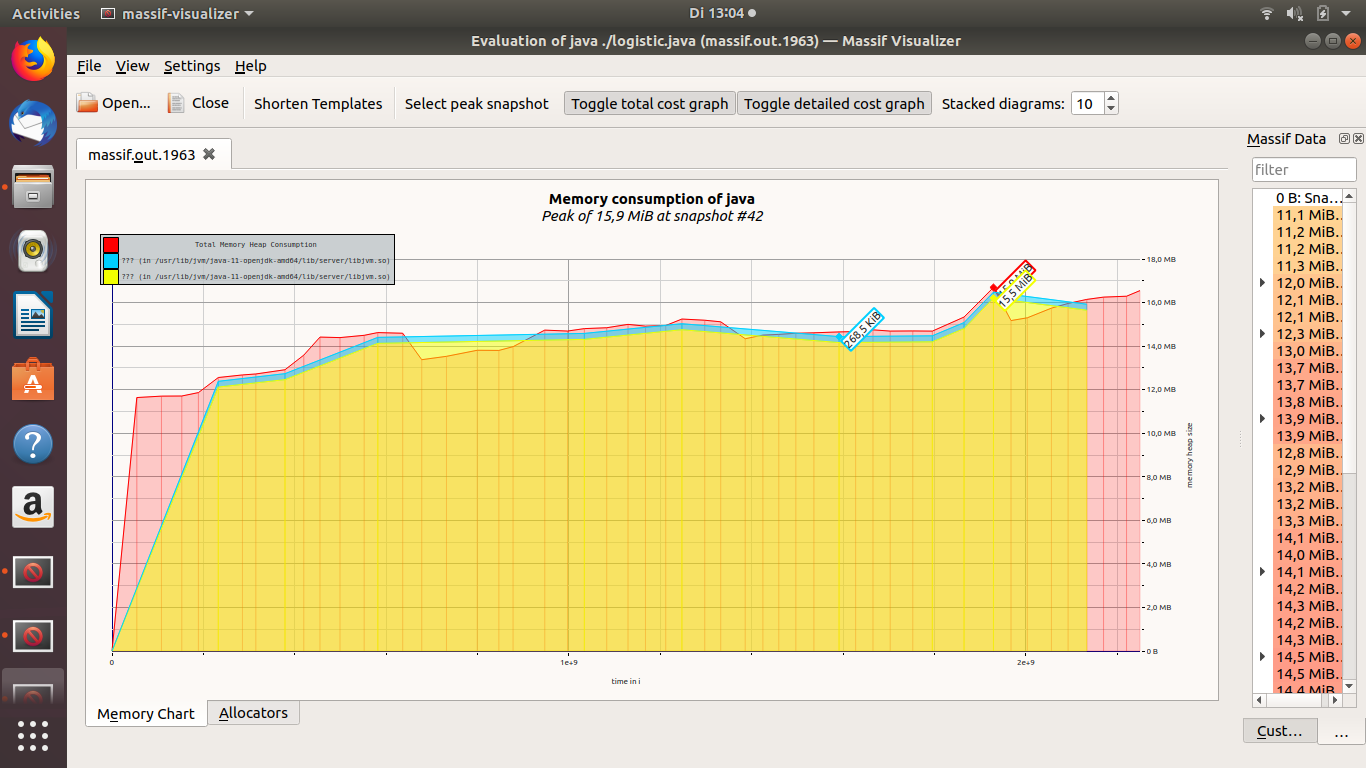 Activities massif-visualizer Di 13:04
Evaluation of java ./logistic.java (massif.out.1963) — Massif Visualizer
File View Settings Help
Open... Close Shorten Templates Select peak snapshot Toggle total cost graph Toggle detailed cost graph Stacked diagrams: 10
massif.out.1963
Memory consumption of java
Peak of 15,9 MiB at snapshot #42
Total Memory Heap Consumption
??? (in /usr/lib/jvm/java-11-openjdk-amd64/lib/server/libjvm.so)
??? (in /usr/lib/jvm/java-11-openjdk-amd64/lib/server/libjvm.so)
15,5 MiB
268,5 KiB
18,0 MB
16,0 MB
14,0 MB
12,0 MB
10,0 MB
8,0 MB
6,0 MB
4,0 MB
2,0 MB
0 B
memory heap size
0 1e+9 2e+9
time in i
Memory Chart Allocators
Massif Data
filter
0 B: Sna...
11,1 MiB...
11,2 MiB...
11,2 MiB...
11,3 MiB...
12,0 MiB...
12,1 MiB...
12,1 MiB...
12,3 MiB...
13,0 MiB...
13,7 MiB...
13,7 MiB...
13,8 MiB...
13,9 MiB...
13,9 MiB...
12,8 MiB...
12,9 MiB...
13,2 MiB...
13,2 MiB...
13,3 MiB...
14,1 MiB...
14,0 MiB...
14,1 MiB...
14,2 MiB...
14,3 MiB...
14,2 MiB...
14,3 MiB...
14,5 MiB...
14,5 MiB...
14,4 MiB...
Cust... ...